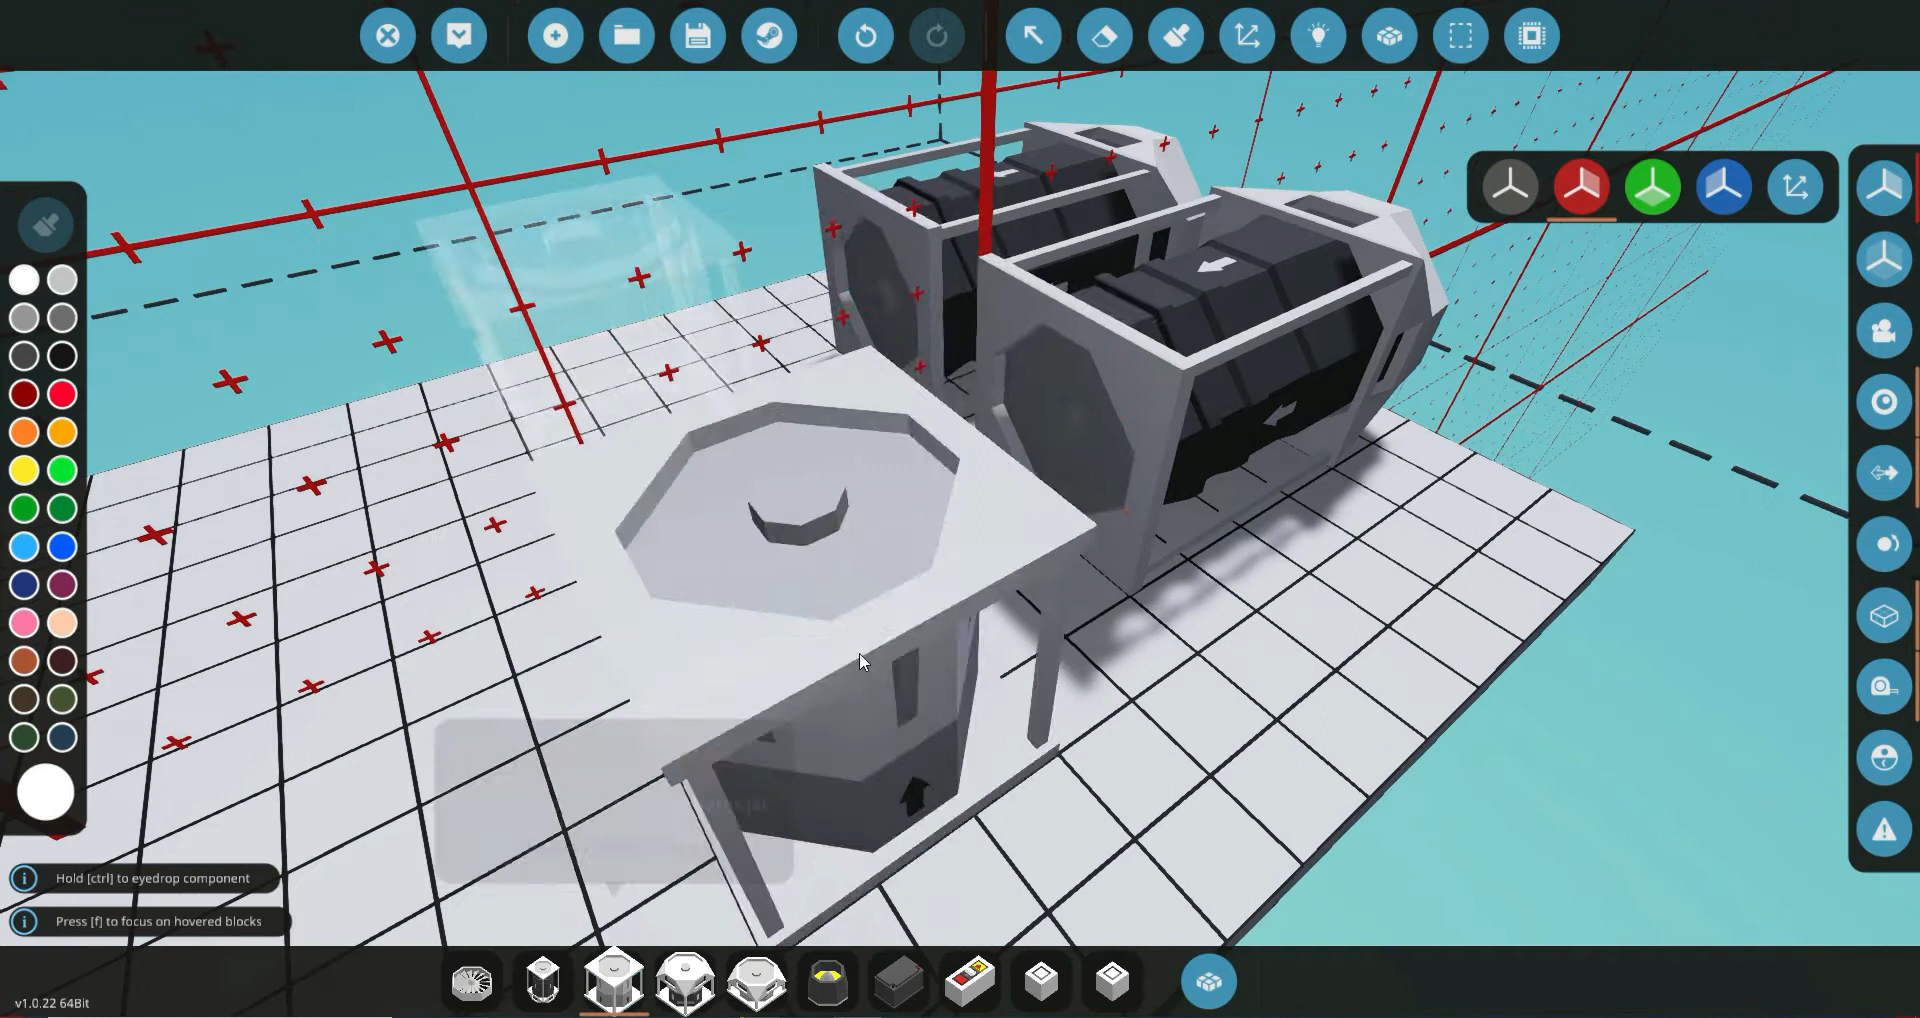 Hold [ctrl] to eyedrop component
Press [f] to focus on hovered blocks
v1.0.22 64Bit